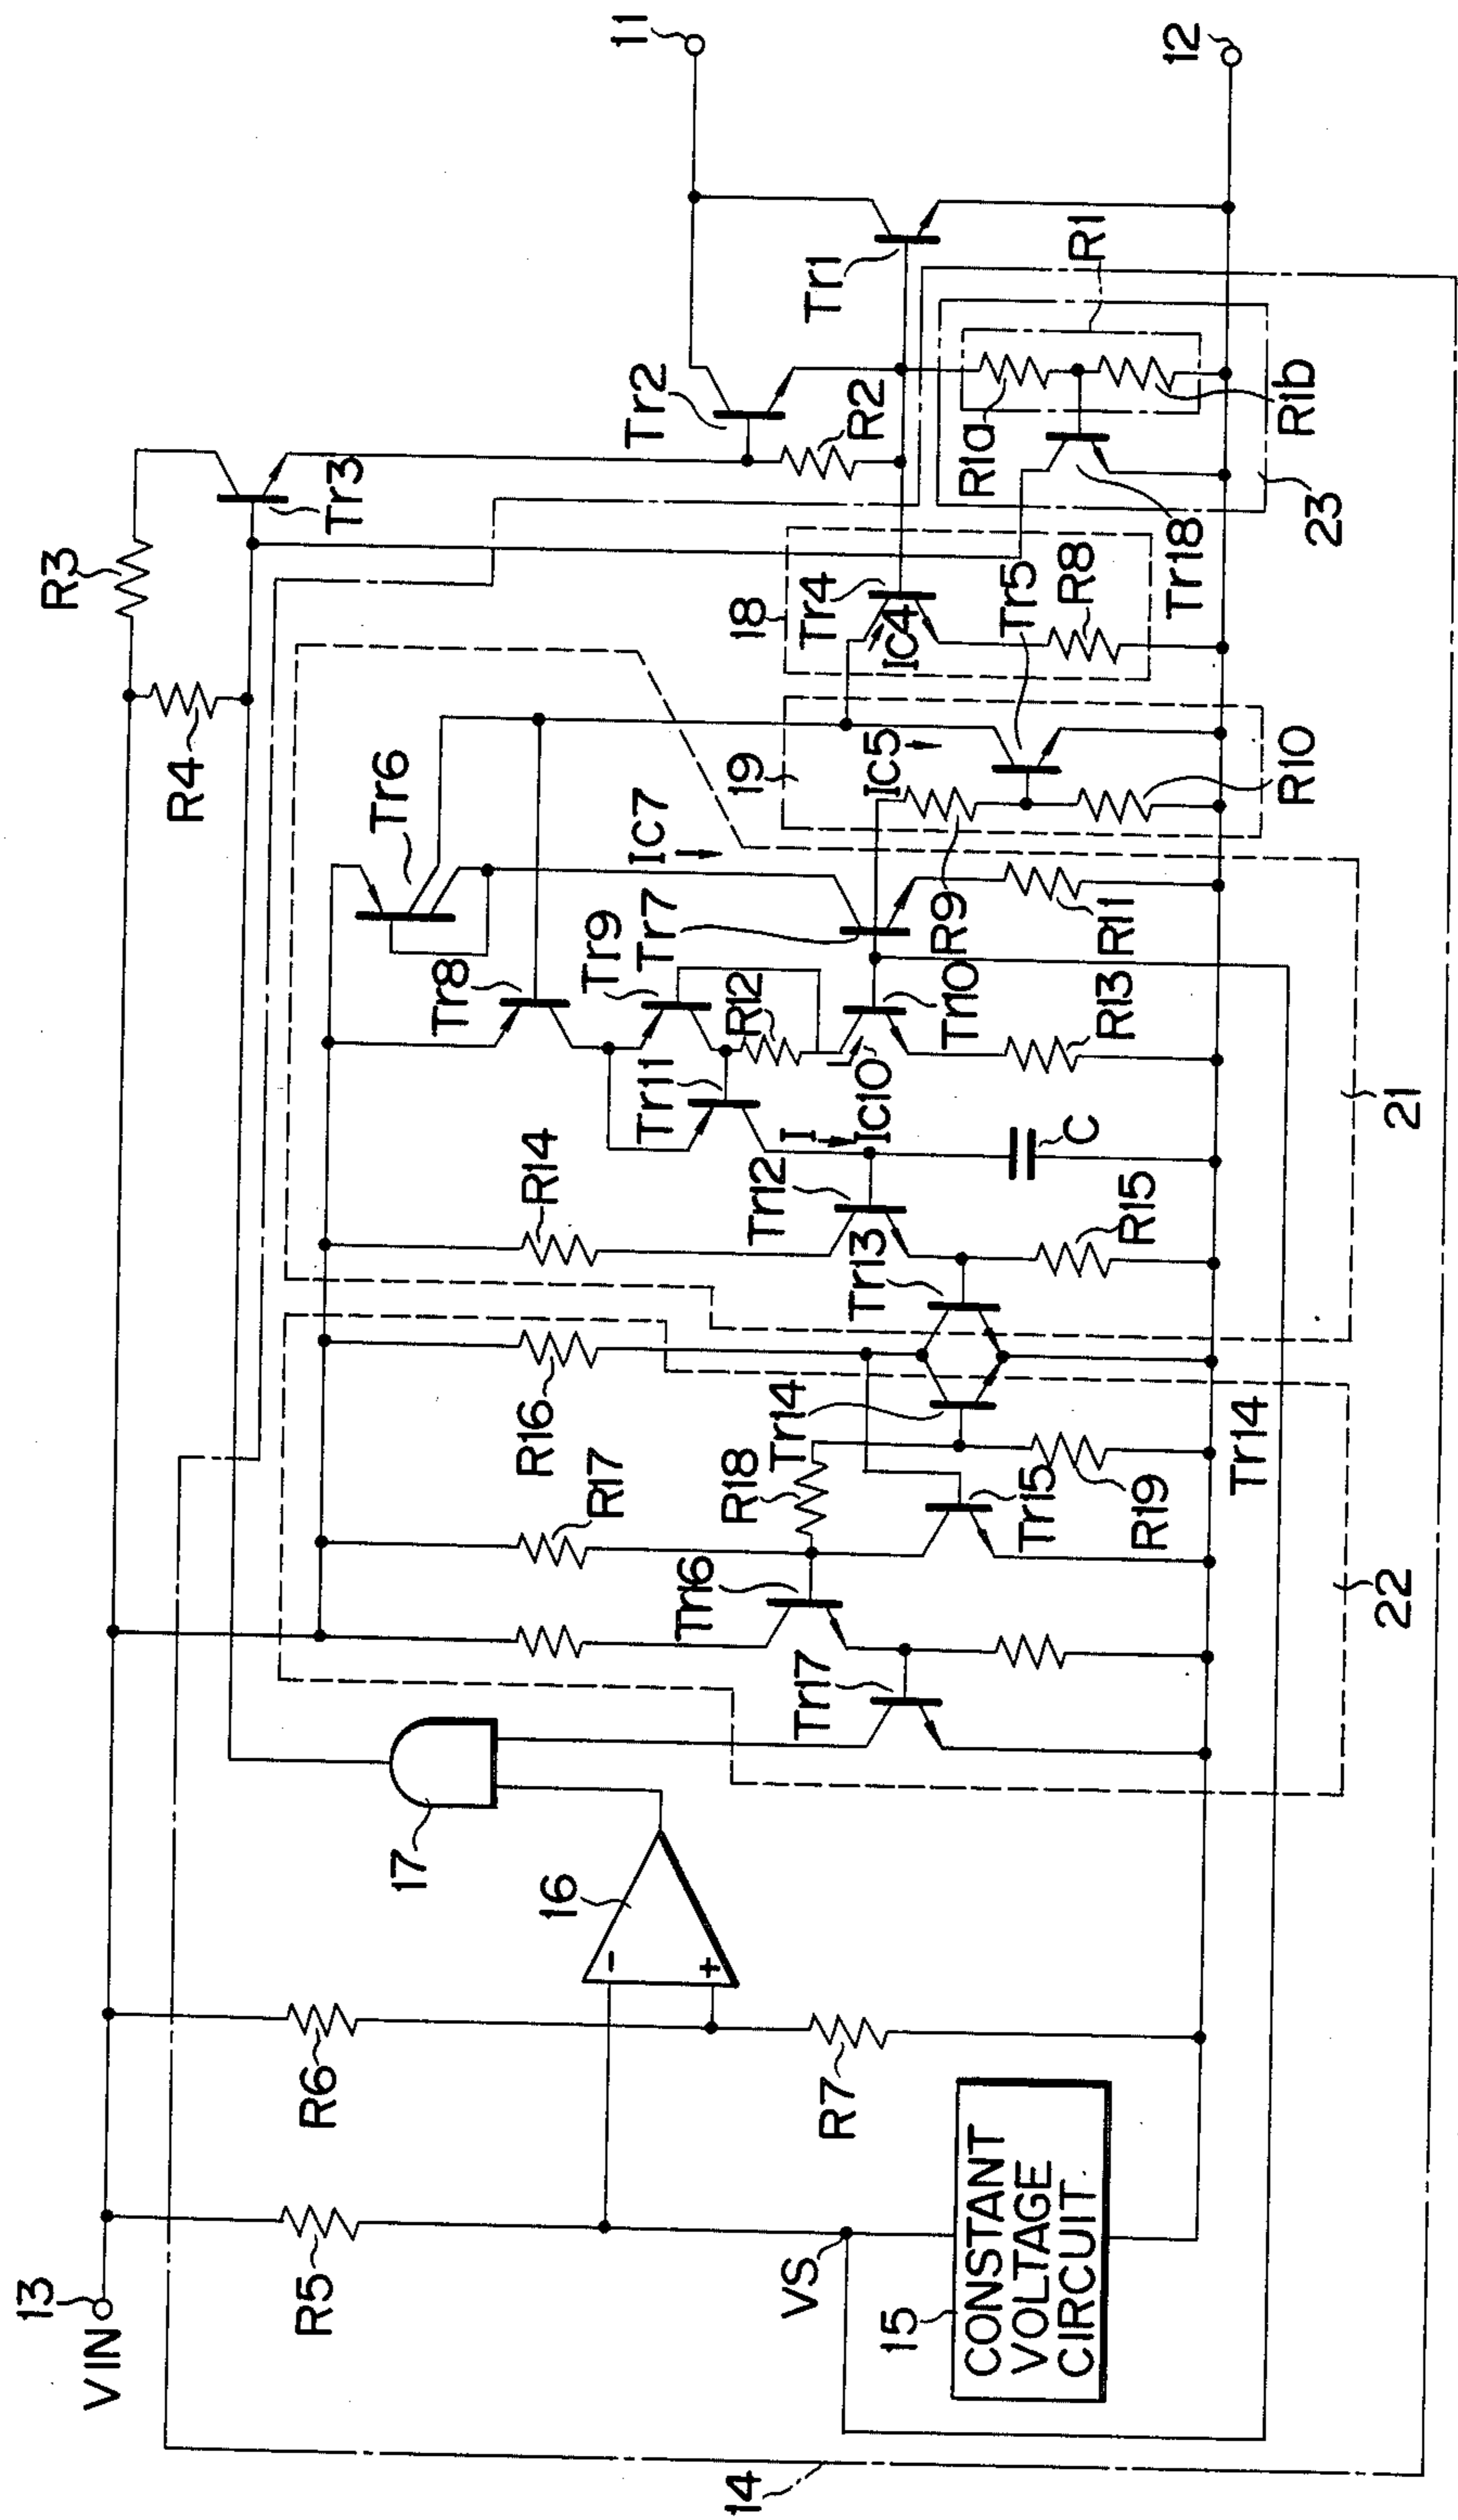 13
VIN
R5
R6
R7
VS
15
CONSTANT
VOLTAGE
CIRCUIT
14
16
-
+
17
Tr17
Tr16
R17
R16
R18
Tr14
Tr15
R19
Tr14
22
Tr13
R14
Tr12
R15
I
C
Tr11
IC10
Tr8
Tr9
Tr7
R12
Tr10
R13
21
Tr6
IC7
R9
R11
R4
R3
19
IC5
R10
18
Tr4
IC4
Tr5
R8
Tr18
Tr3
Tr2
R2
R1a
R1b
23
Tr1
R1
11
12